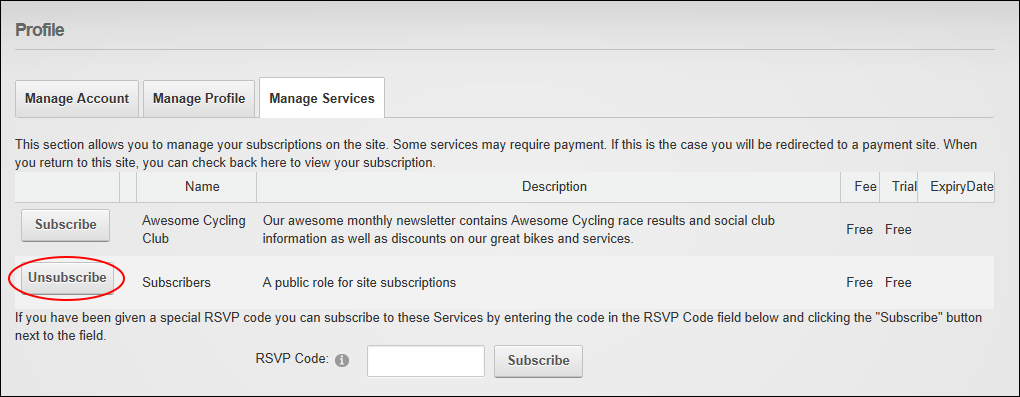 Profile
Manage Account Manage Profile Manage Services
This section allows you to manage your subscriptions on the site. Some services may require payment. If this is the case you will be redirected to a payment site. When
you return to this site, you can check back here to view your subscription.
Name Description Fee Trial ExpiryDate
Subscribe Awesome Cycling Club Our awesome monthly newsletter contains Awesome Cycling race results and social club
information as well as discounts on our great bikes and services. Free Free
Unsubscribe Subscribers A public role for site subscriptions Free Free
If you have been given a special RSVP code you can subscribe to these Services by entering the code in the RSVP Code field below and clicking the "Subscribe" button
next to the field.
RSVP Code: i Subscribe